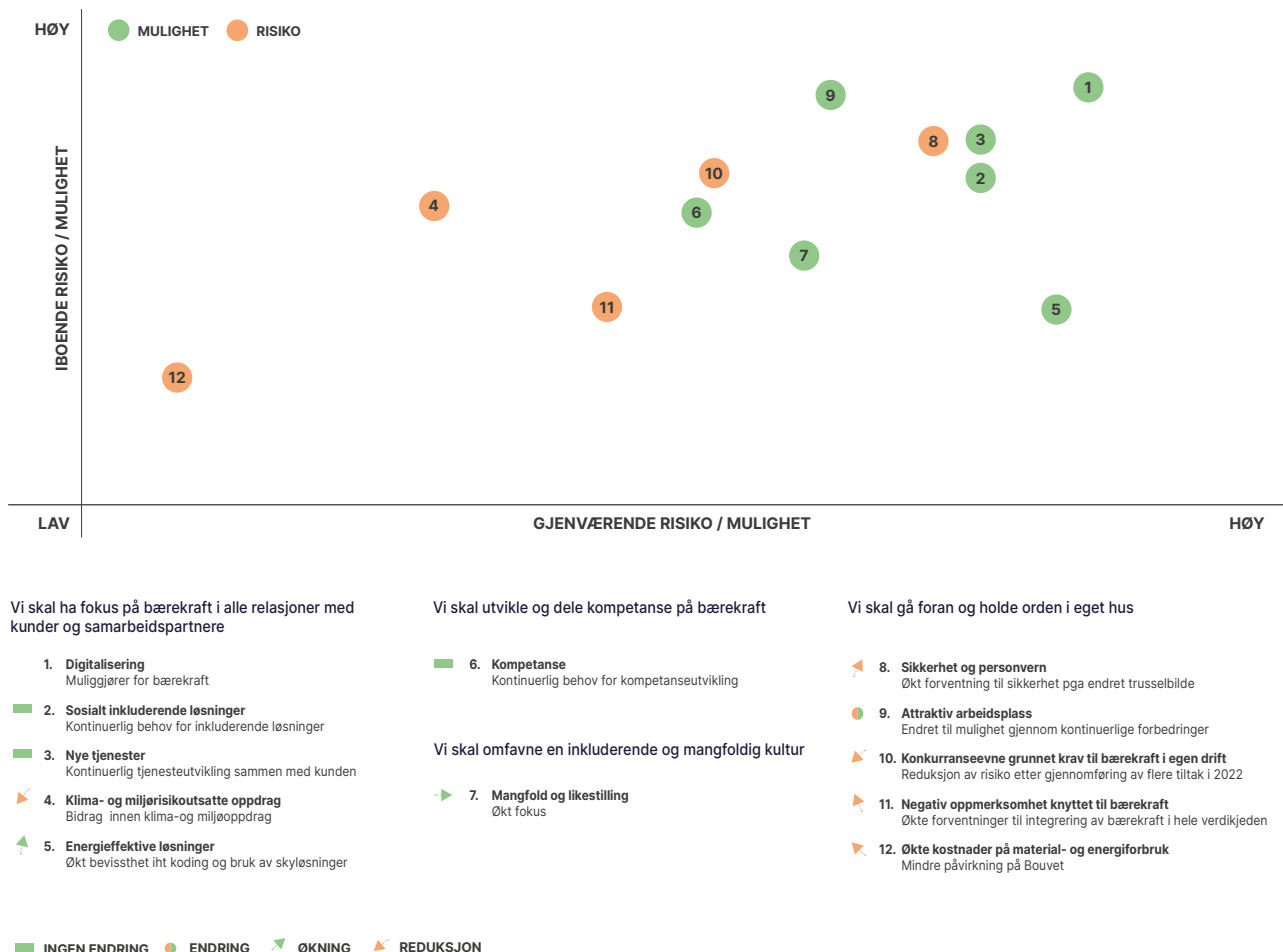 HØY
MULIGHET
RISIKO
IBOENDE RISIKO / MULIGHET
1
9
3
8
10
2
4
6
7
11
5
12
LAV
GJENVÆRENDE RISIKO / MULIGHET
HØY
Vi skal ha fokus på bærekraft i alle relasjoner med
kunder og samarbeidspartnere
1. Digitalisering
Muliggjører for bærekraft
2. Sosialt inkluderende løsninger
Kontinuerlig behov for inkluderende løsninger
3. Nye tjenester
Kontinuerlig tjenesteutvikling sammen med kunden
4. Klima- og miljørisikoutsatte oppdrag
Bidrag innen klima-og miljøoppdrag
5. Energieffektive løsninger
Økt bevissthet iht koding og bruk av skyløsninger
Vi skal utvikle og dele kompetanse på bærekraft
6. Kompetanse
Kontinuerlig behov for kompetanseutvikling
Vi skal omfavne en inkluderende og mangfoldig kultur
7. Mangfold og likestilling
Økt fokus
Vi skal gå foran og holde orden i eget hus
8. Sikkerhet og personvern
Økt forventning til sikkerhet pga endret trusselbilde
9. Attraktiv arbeidsplass
Endret til mulighet gjennom kontinuerlige forbedringer
10. Konkurranseevne grunnet krav til bærekraft i egen drift
Reduksjon av risiko etter gjennomføring av flere tiltak i 2022
11. Negativ oppmerksomhet knyttet til bærekraft
Økte forventninger til integrering av bærekraft i hele verdikjeden
12. Økte kostnader på material- og energiforbruk
Mindre påvirkning på Bouvet
INGEN ENDRING
ENDRING
ØKNING
REDUKSJON